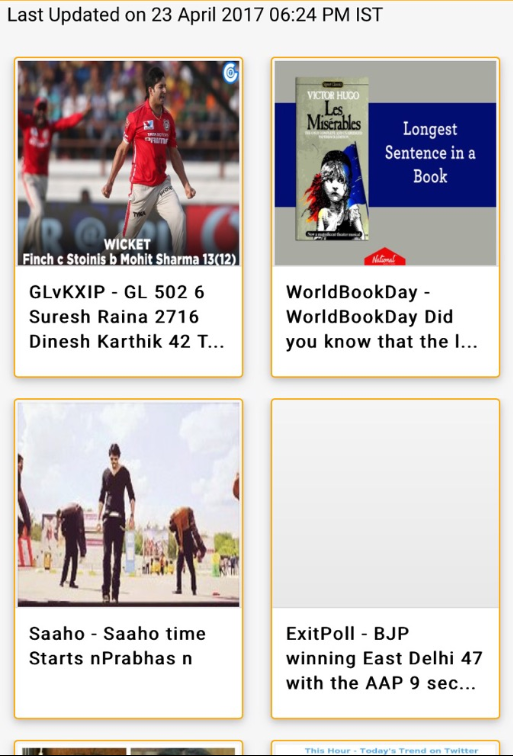 Last Updated on 23 April 2017 06:24 PM IST
WICKET
Finch c Stoinis b Mohit Sharma 13(12)
GLvKXIP - GL 502 6
Suresh Raina 2716
Dinesh Karthik 42 T...
VICTOR HUGO
Les
Misérables
Longest
Sentence in a
Book
National
WorldBookDay -
WorldBookDay Did
you know that the l...
Saaho - Saaho time
Starts nPrabhas n
ExitPoll - BJP
winning East Delhi 47
with the AAP 9 sec...
This Hour - Today's Trend on Twitter